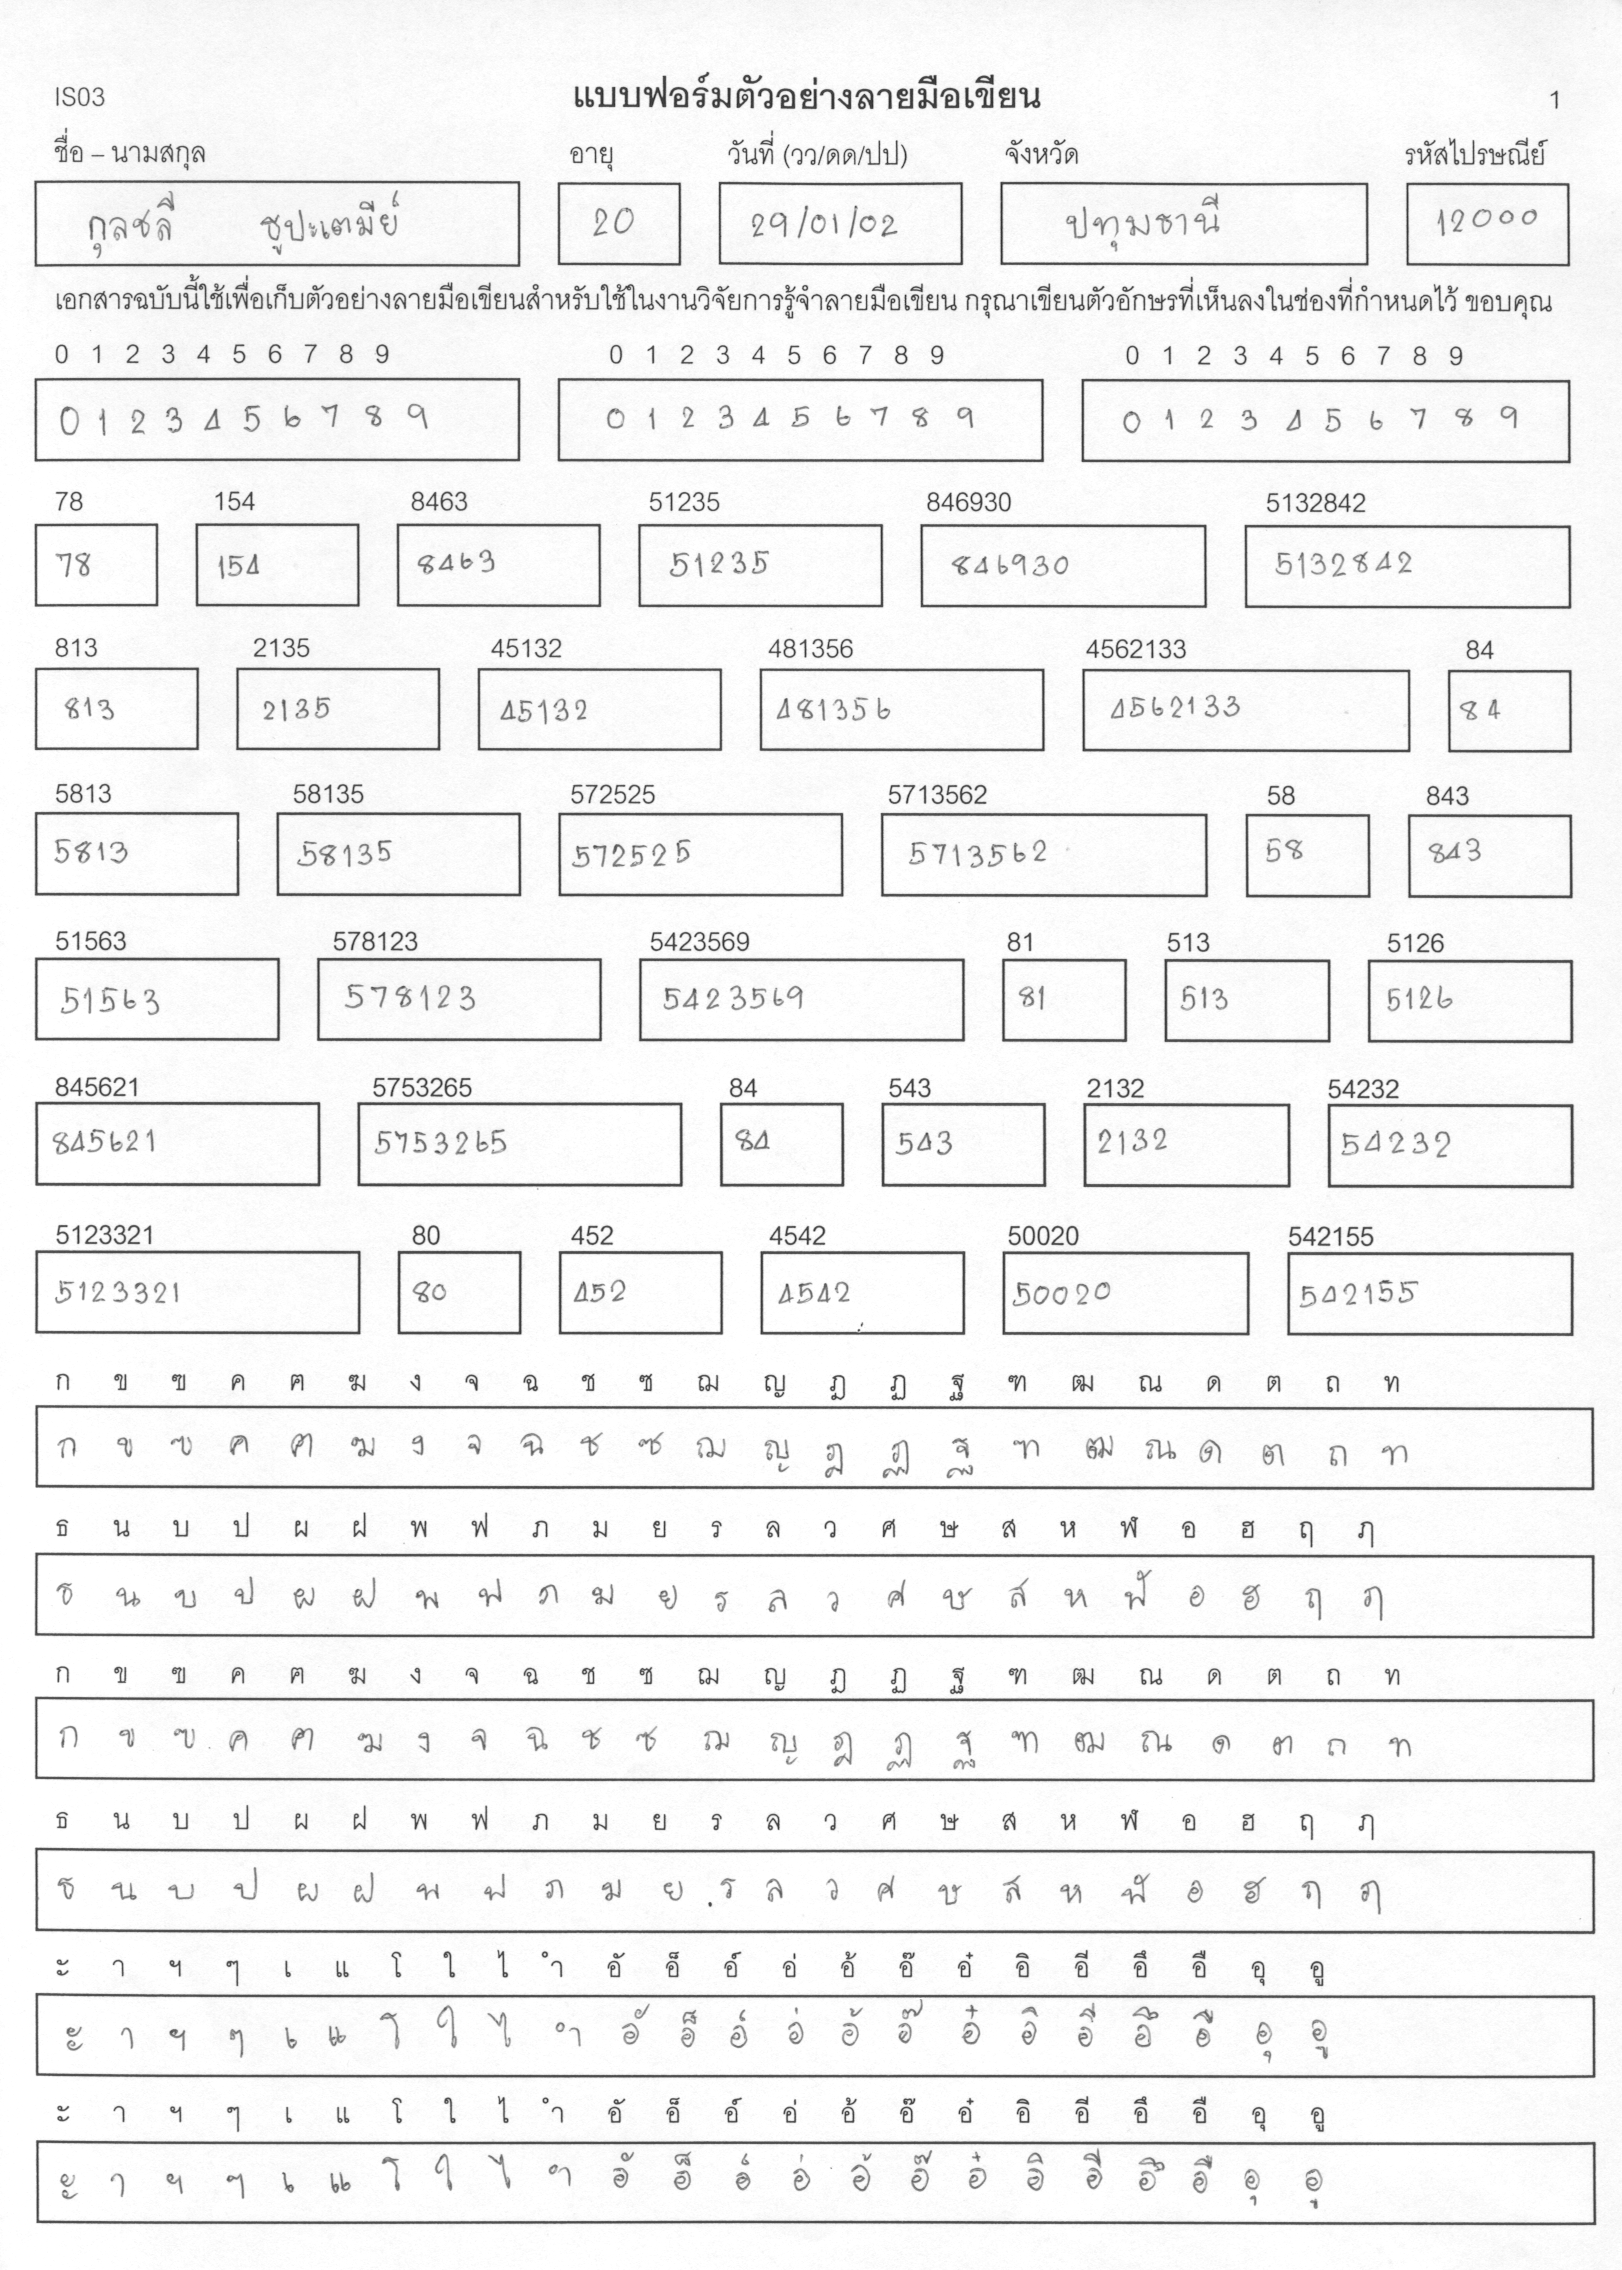 IS03 แบบฟอร์มตัวอย่างลายมือเขียน 1
ชื่อ – นามสกุล อายุ วันที่ (วว/ดด/ปป) จังหวัด รหัสไปรษณีย์
กุลชลี ชูปะเตมีย์ 20 29/01/02 ปทุมธานี 12000
เอกสารฉบับนี้ใช้เพื่อเก็บตัวอย่างลายมือเขียนสำหรับใช้ในงานวิจัยการรู้จำลายมือเขียน กรุณาเขียนตัวอักษรที่เห็นลงในช่องที่กำหนดไว้ ขอบคุณ
0 1 2 3 4 5 6 7 8 9 0 1 2 3 4 5 6 7 8 9 0 1 2 3 4 5 6 7 8 9
0 1 2 3 4 5 6 7 8 9 0 1 2 3 4 5 6 7 8 9 0 1 2 3 4 5 6 7 8 9
78 154 8463 51235 846930 5132842
78 154 8463 51235 846930 5132842
813 2135 45132 481356 4562133 84
813 2135 45132 481356 4562133 84
5813 58135 572525 5713562 58 843
5813 58135 572525 5713562 58 843
51563 578123 5423569 81 513 5126
51563 578123 5423569 81 513 5126
845621 5753265 84 543 2132 54232
845621 5753265 84 543 2132 54232
5123321 80 452 4542 50020 542155
5123321 80 452 4542 50020 542155
ก ข ฃ ค ฅ ฆ ง จ ฉ ช ซ ฌ ญ ฎ ฏ ฐ ฑ ฒ ณ ด ต ถ ท
ก ข ฃ ค ฅ ฆ ง จ ฉ ช ซ ฌ ญ ฎ ฏ ฐ ฑ ฒ ณ ด ต ถ ท
ธ น บ ป ผ ฝ พ ฟ ภ ม ย ร ล ว ศ ษ ส ห ฬ อ ฮ ฤ ฦ
ธ น บ ป ผ ฝ พ ฟ ภ ม ย ร ล ว ศ ษ ส ห ฬ อ ฮ ฤ ฦ
ก ข ฃ ค ฅ ฆ ง จ ฉ ช ซ ฌ ญ ฎ ฏ ฐ ฑ ฒ ณ ด ต ถ ท
ก ข ฃ ค ฅ ฆ ง จ ฉ ช ซ ฌ ญ ฎ ฏ ฐ ฑ ฒ ณ ด ต ถ ท
ธ น บ ป ผ ฝ พ ฟ ภ ม ย ร ล ว ศ ษ ส ห ฬ อ ฮ ฤ ฦ
ธ น บ ป ผ ฝ พ ฟ ภ ม ย ร ล ว ศ ษ ส ห ฬ อ ฮ ฤ ฦ
ะ า ฯ ๆ เ แ โ ใ ไ ำ อั อ็ อ์ อ่ อ้ อ๊ อ๋ อิ อี อึ อื อุ อู
ะ า ฯ ๆ เ แ โ ใ ไ ำ อั อ็ อ์ อ่ อ้ อ๊ อ๋ อิ อี อึ อื อุ อู
ะ า ฯ ๆ เ แ โ ใ ไ ำ อั อ็ อ์ อ่ อ้ อ๊ อ๋ อิ อี อึ อื อุ อู
ะ า ฯ ๆ เ แ โ ใ ไ ำ อั อ็ อ์ อ่ อ้ อ๊ อ๋ อิ อี อึ อื อุ อู